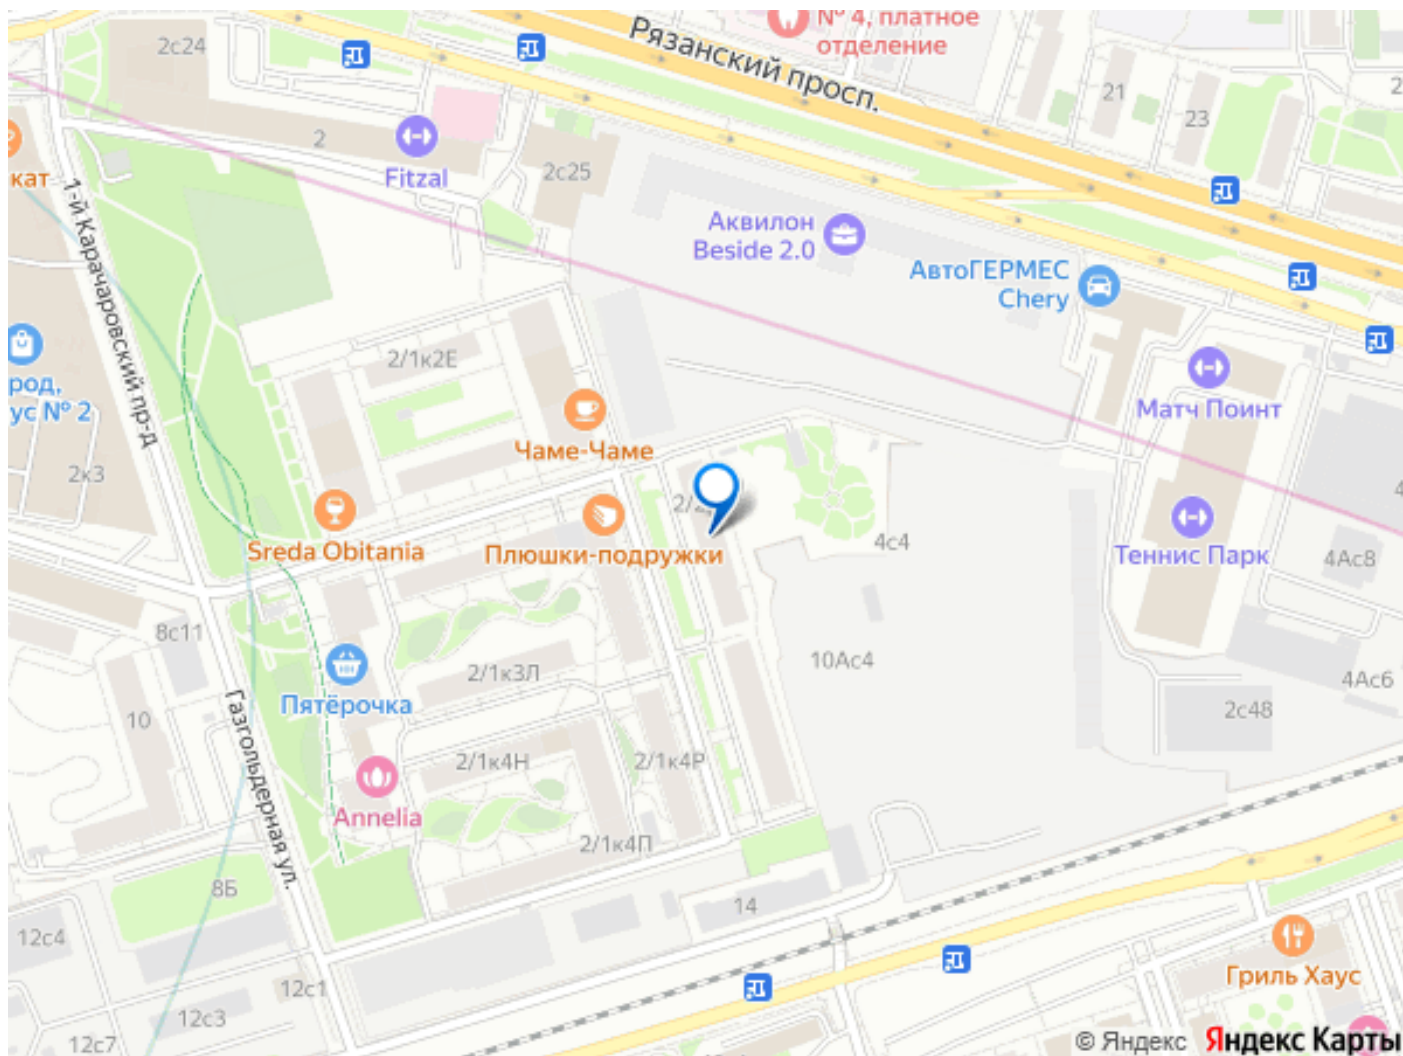 № 4, платное
отделение
Рязанский просп.
2с24
21
23
2
2
2с25
Fitzal
кат
1-й Карачаровский пр-д
Аквилон
Beside 2.0
АвтоГЕРМЕС
Chery
2/1к2Е
Матч Поинт
род,
ус № 2
Чаме-Чаме
2к3
4
2/
4с4
Sreda Obitania
Плюшки-подружки
Теннис Парк
4Ас8
8с11
10Ас4
2/1к3Л
4Ас6
Пятёрочка
2с48
10
Газгольдерная ул.
2/1к4Н
2/1к4Р
Annelia
2/1к4П
8Б
14
12с4
Гриль Хаус
12с1
12с3
12с7
© Яндекс Яндекс Карты